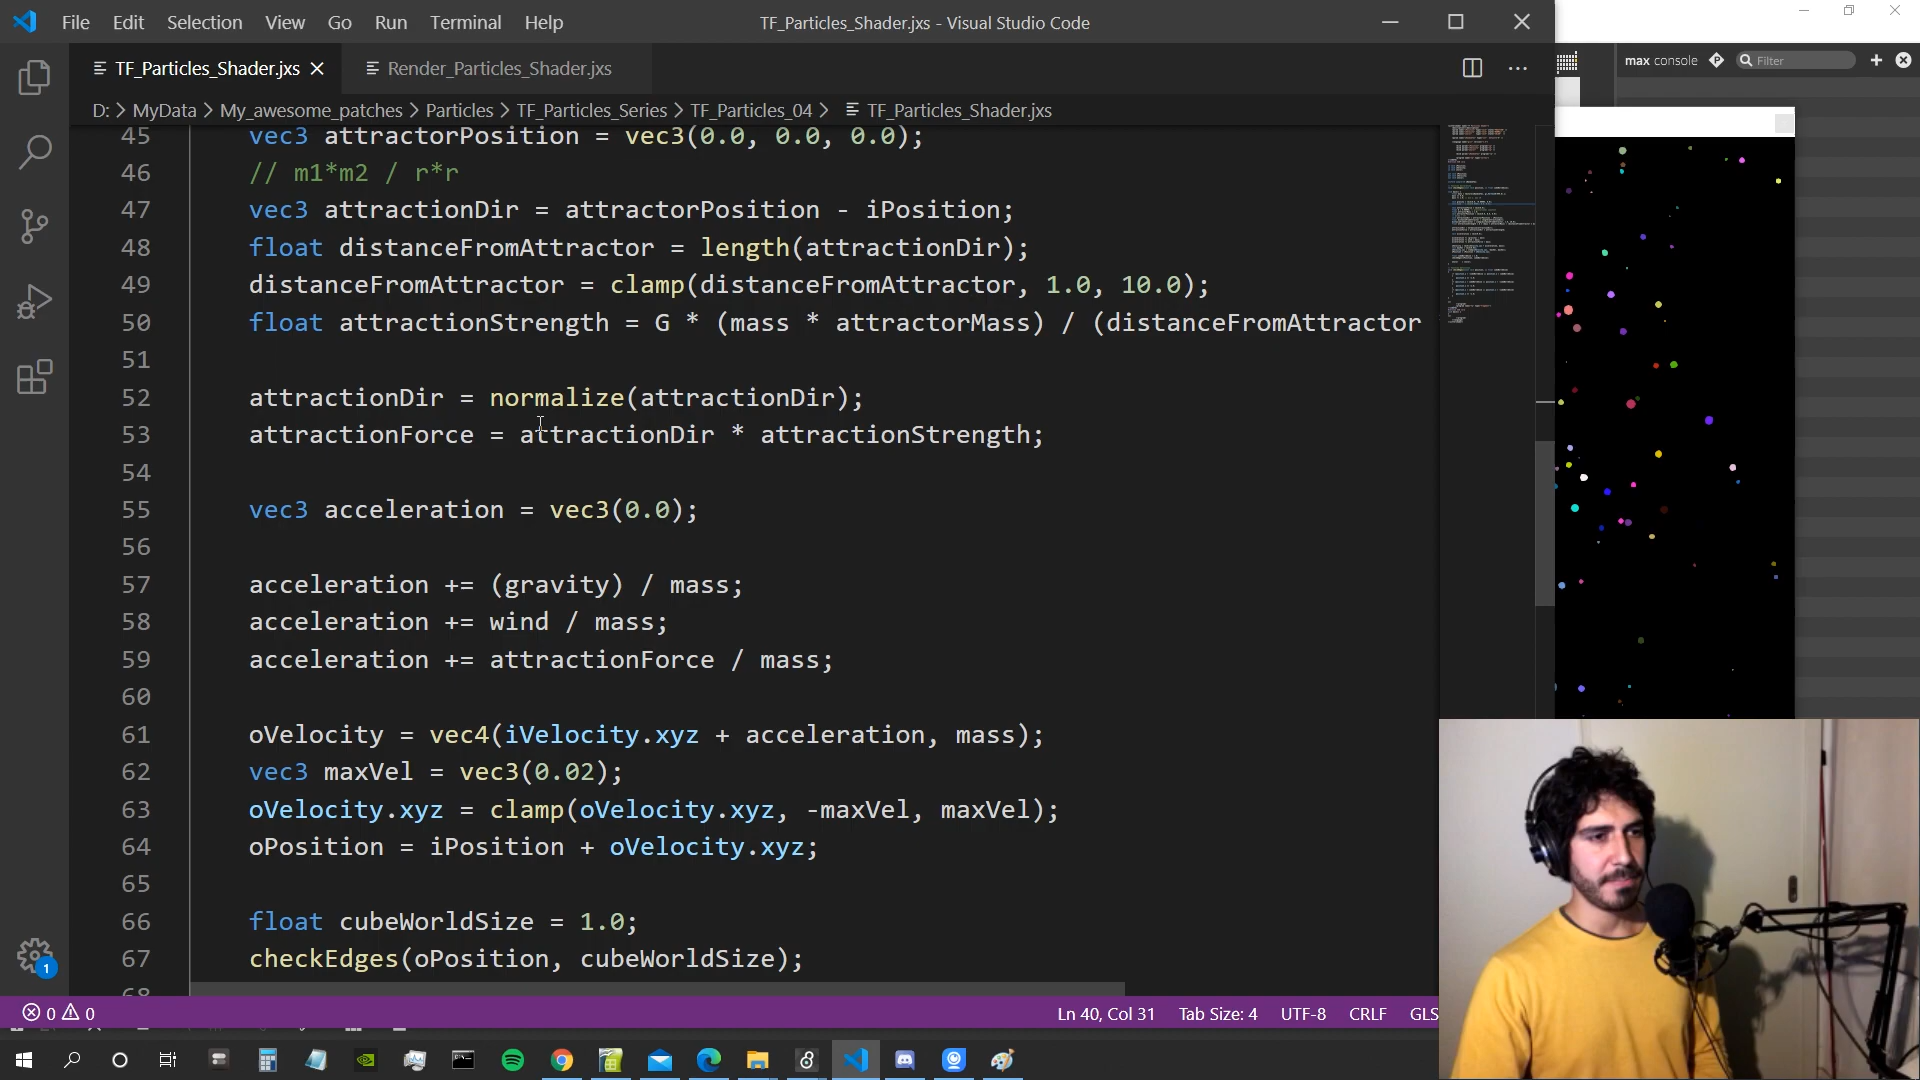 File Edit Selection View Go Run Terminal Help
TF_Particles_Shader.jxs - Visual Studio Code
TF_Particles_Shader.jxs
Render_Particles_Shader.jxs
max console
Filter
D: > MyData > My_awesome_patches > Particles > TF_Particles_Series > TF_Particles_04 > TF_Particles_Shader.jxs
45 vec3 attractorPosition = vec3(0.0, 0.0, 0.0);
46 // m1*m2 / r*r
47 vec3 attractionDir = attractorPosition - iPosition;
48 float distanceFromAttractor = length(attractionDir);
49 distanceFromAttractor = clamp(distanceFromAttractor, 1.0, 10.0);
50 float attractionStrength = G * (mass * attractorMass) / (distanceFromAttractor
51
52 attractionDir = normalize(attractionDir);
53 attractionForce = attractionDir * attractionStrength;
54
55 vec3 acceleration = vec3(0.0);
56
57 acceleration += (gravity) / mass;
58 acceleration += wind / mass;
59 acceleration += attractionForce / mass;
60
61 oVelocity = vec4(iVelocity.xyz + acceleration, mass);
62 vec3 maxVel = vec3(0.02);
63 oVelocity.xyz = clamp(oVelocity.xyz, -maxVel, maxVel);
64 oPosition = iPosition + oVelocity.xyz;
65
66 float cubeWorldSize = 1.0;
67 checkEdges(oPosition, cubeWorldSize);
68
1
0 0
Ln 40, Col 31 Tab Size: 4 UTF-8 CRLF GLS